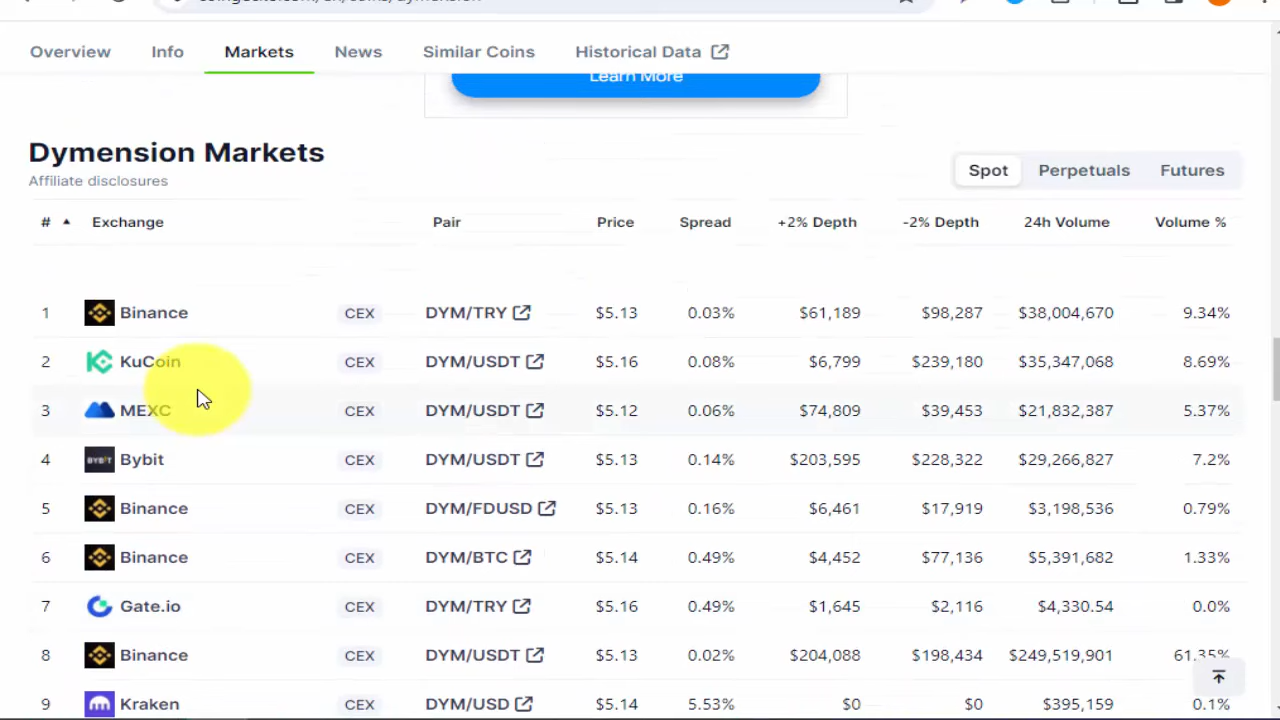 Overview Info Markets News Similar Coins Historical Data
Learn More
Dymension Markets
Affiliate disclosures
Spot Perpetuals Futures
# Exchange Pair Price Spread +2% Depth -2% Depth 24h Volume Volume %
1 Binance CEX DYM/TRY $5.13 0.03% $61,189 $98,287 $38,004,670 9.34%
2 KuCoin CEX DYM/USDT $5.16 0.08% $6,799 $239,180 $35,347,068 8.69%
3 MEXC CEX DYM/USDT $5.12 0.06% $74,809 $39,453 $21,832,387 5.37%
4 BYBIT Bybit CEX DYM/USDT $5.13 0.14% $203,595 $228,322 $29,266,827 7.2%
5 Binance CEX DYM/FDUSD $5.13 0.16% $6,461 $17,919 $3,198,536 0.79%
6 Binance CEX DYM/BTC $5.14 0.49% $4,452 $77,136 $5,391,682 1.33%
7 Gate.io CEX DYM/TRY $5.16 0.49% $1,645 $2,116 $4,330.54 0.0%
8 Binance CEX DYM/USDT $5.13 0.02% $204,088 $198,434 $249,519,901 61.35%
9 Kraken CEX DYM/USD $5.14 5.53% $0 $0 $395,159 0.1%